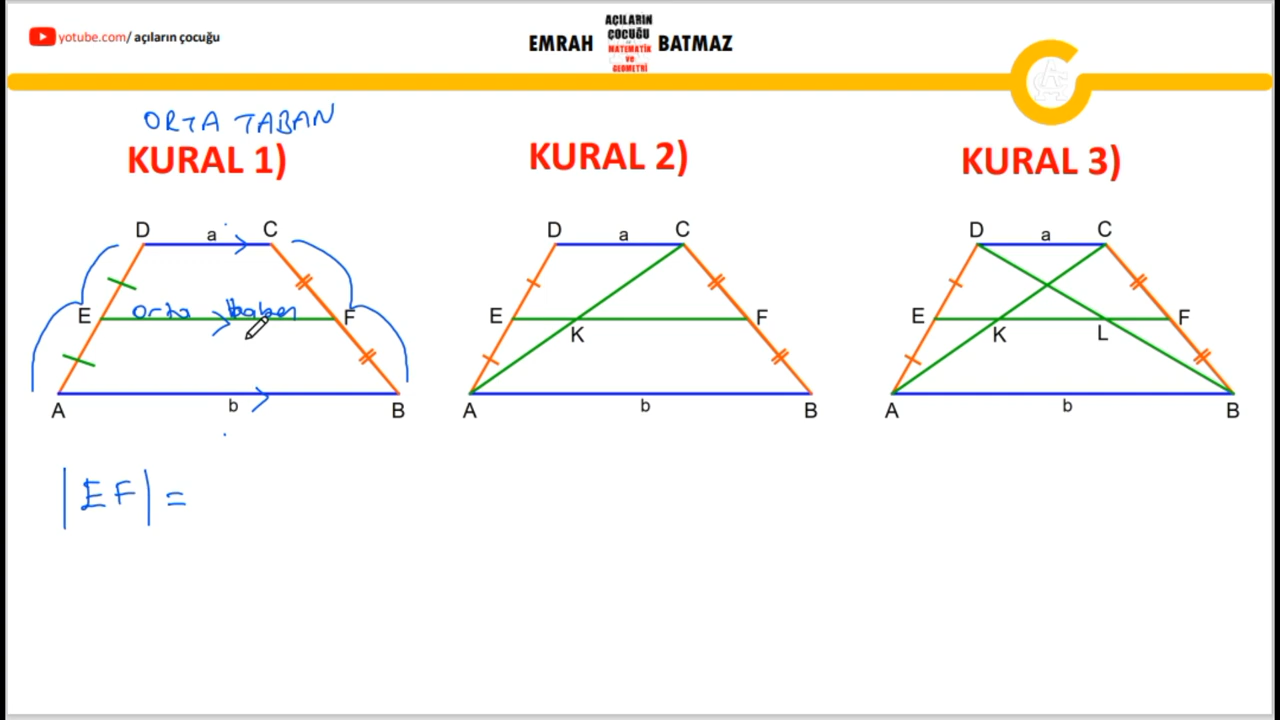 yotube.com/ açıların çocuğu
EMRAH
AÇILARIN
ÇOCUĞU
MATEMATİK
ve
GEOMETRİ
BATMAZ
ORTA TABAN
KURAL 1)
KURAL 2)
KURAL 3)
D a C
E orta taban F
A b B
D a C
E K F
A b B
D a C
E K L F
A b B
|EF| =